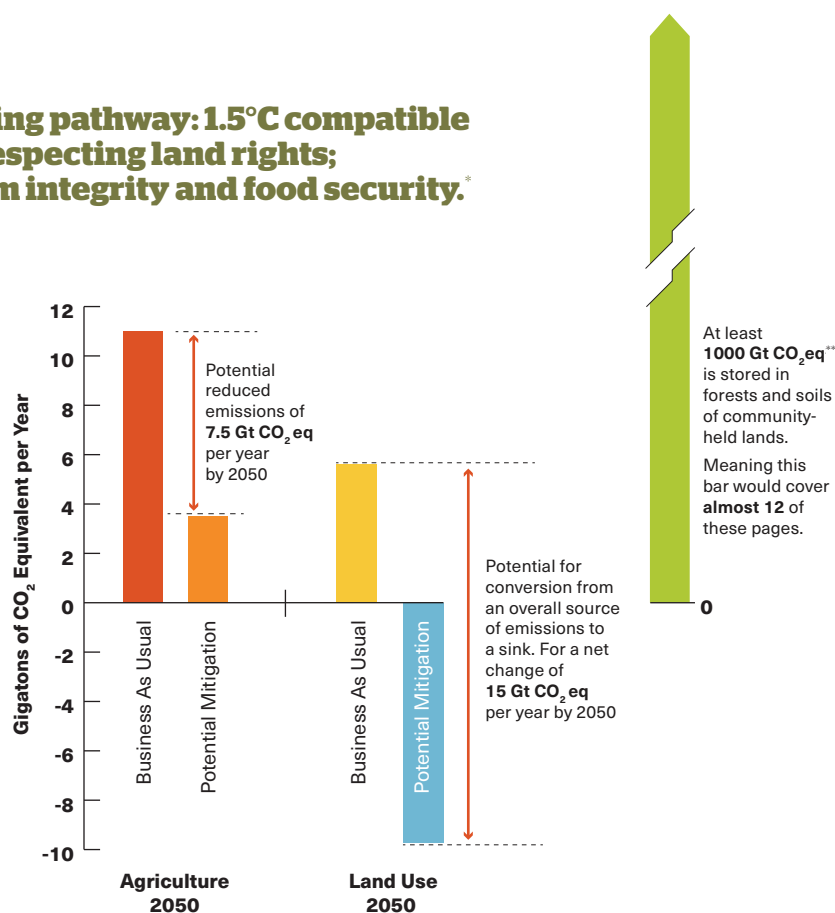 ing pathway: 1.5°C compatible
especting land rights;
m integrity and food security.*
12
10
8
6
4
2
0
-2
-4
-6
-8
-10
Gigatons of CO₂ Equivalent per Year
Potential
reduced
emissions of
7.5 Gt CO₂ eq
per year
by 2050
Business As Usual
Potential Mitigation
Business As Usual
Potential Mitigation
Potential for
conversion from
an overall source
of emissions to
a sink. For a net
change of
15 Gt CO₂ eq
per year by 2050
Agriculture
2050
Land Use
2050
At least
1000 Gt CO₂eq**
is stored in
forests and soils
of community-
held lands.
Meaning this
bar would cover
almost 12 of
these pages.
0